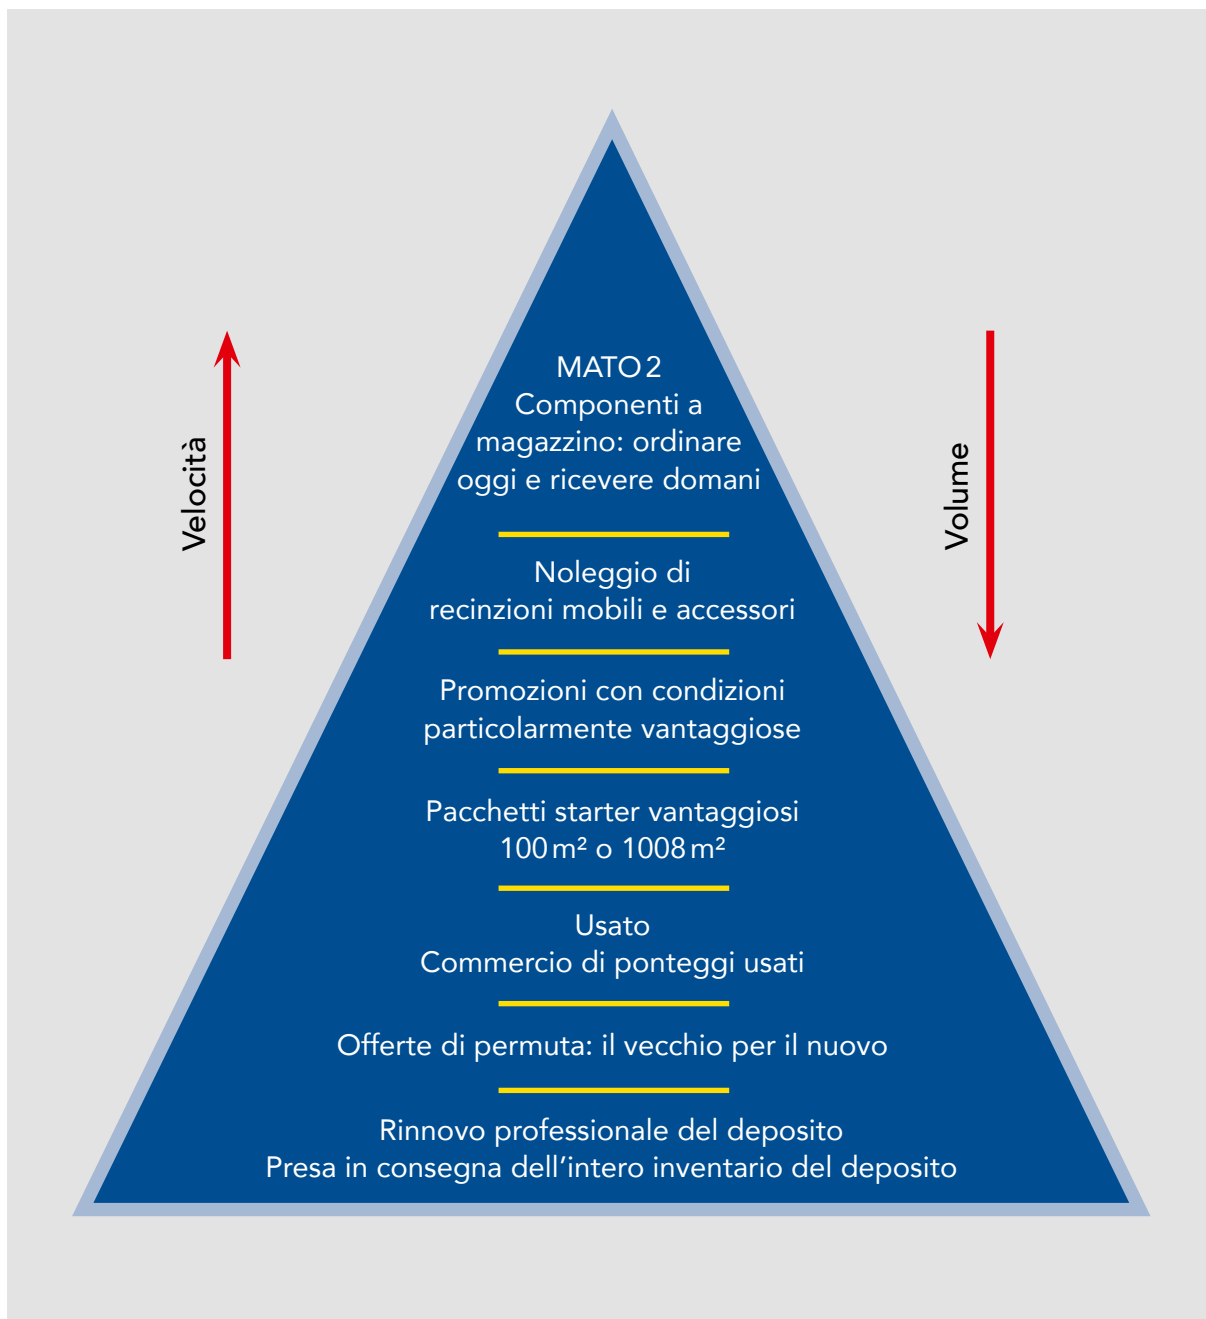 MATO 2
Componenti a
magazzino: ordinare
oggi e ricevere domani
Velocità
Volume
Noleggio di
recinzioni mobili e accessori
Promozioni con condizioni
particolarmente vantaggiose
Pacchetti starter vantaggiosi
100 m² o 1008 m²
Usato
Commercio di ponteggi usati
Offerte di permuta: il vecchio per il nuovo
Rinnovo professionale del deposito
Presa in consegna dell’intero inventario del deposito